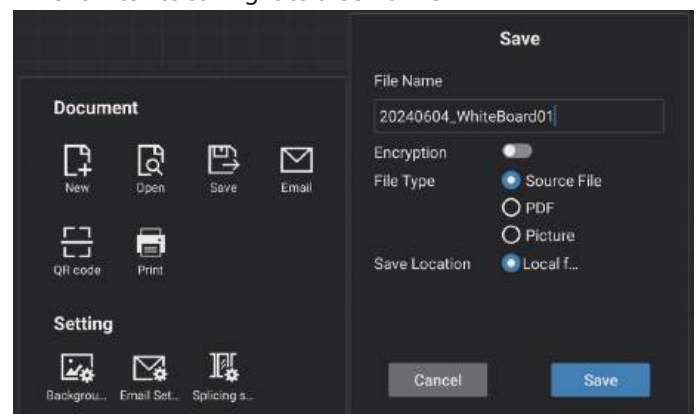 Document
New
Open
Save
Email
QR code
Print
Setting
Backgrou...
Email Set...
Splicing s...
Save
File Name
20240604_WhiteBoard01
Encryption
File Type
Source File
PDF
Picture
Save Location
Local f...
Cancel
Save